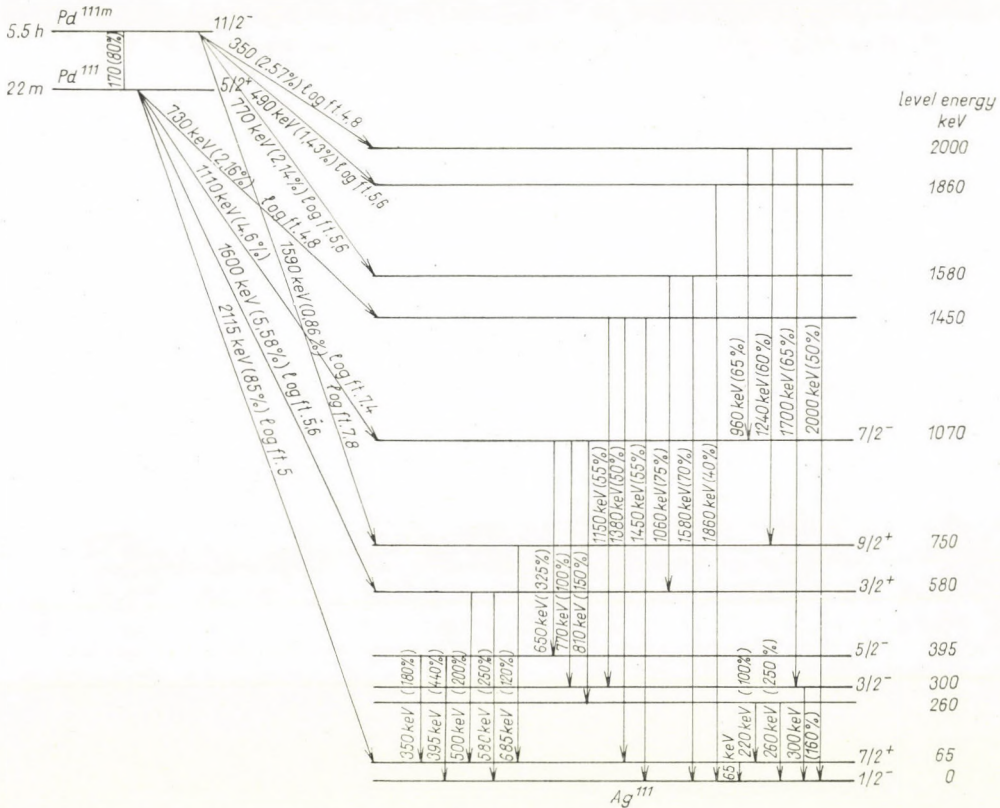 Pd 111m
11/2⁻
5.5 h
170 (80%)
Pd 111
5/2⁺
22 m
350 (2,57%) log ft. 4,8
490 keV (1,43%) log ft. 5,6
770 keV (2,14%) log ft. 5,6
730 keV (2,16%) log ft. 4,8
1110 keV (4,6%) log ft. 7,4
1590 keV (0,86%) log ft. 7,8
1600 keV (5,58%) log ft. 5,6
2115 keV (85%) log ft. 5
level energy
keV
2000
1860
1580
1450
960 keV (65%)
1240 keV (60%)
1700 keV (65%)
2000 keV (50%)
7/2⁻ 1070
1150 keV (55%)
1380 keV (50%)
1450 keV (55%)
1060 keV (75%)
1580 keV (70%)
1860 keV (40%)
9/2⁺ 750
650 keV (325%)
770 keV (100%)
810 keV (150%)
3/2⁺ 580
5/2⁻ 395
350 keV (180%)
395 keV (440%)
500 keV (200%)
580 keV (250%)
685 keV (120%)
3/2⁻ 300
260
65 keV
220 keV (100%)
260 keV (250%)
300 keV (160%)
7/2⁺ 65
1/2⁻ 0
Ag 111